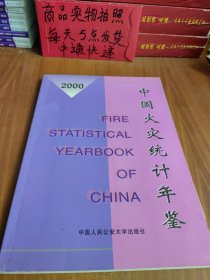 商品实物拍照
每天5点发货
中通快递
2000
FIRE
STATISTICAL
YEARBOOK
OF
CHINA
中国火灾统计年鉴
中国人民公安大学出版社